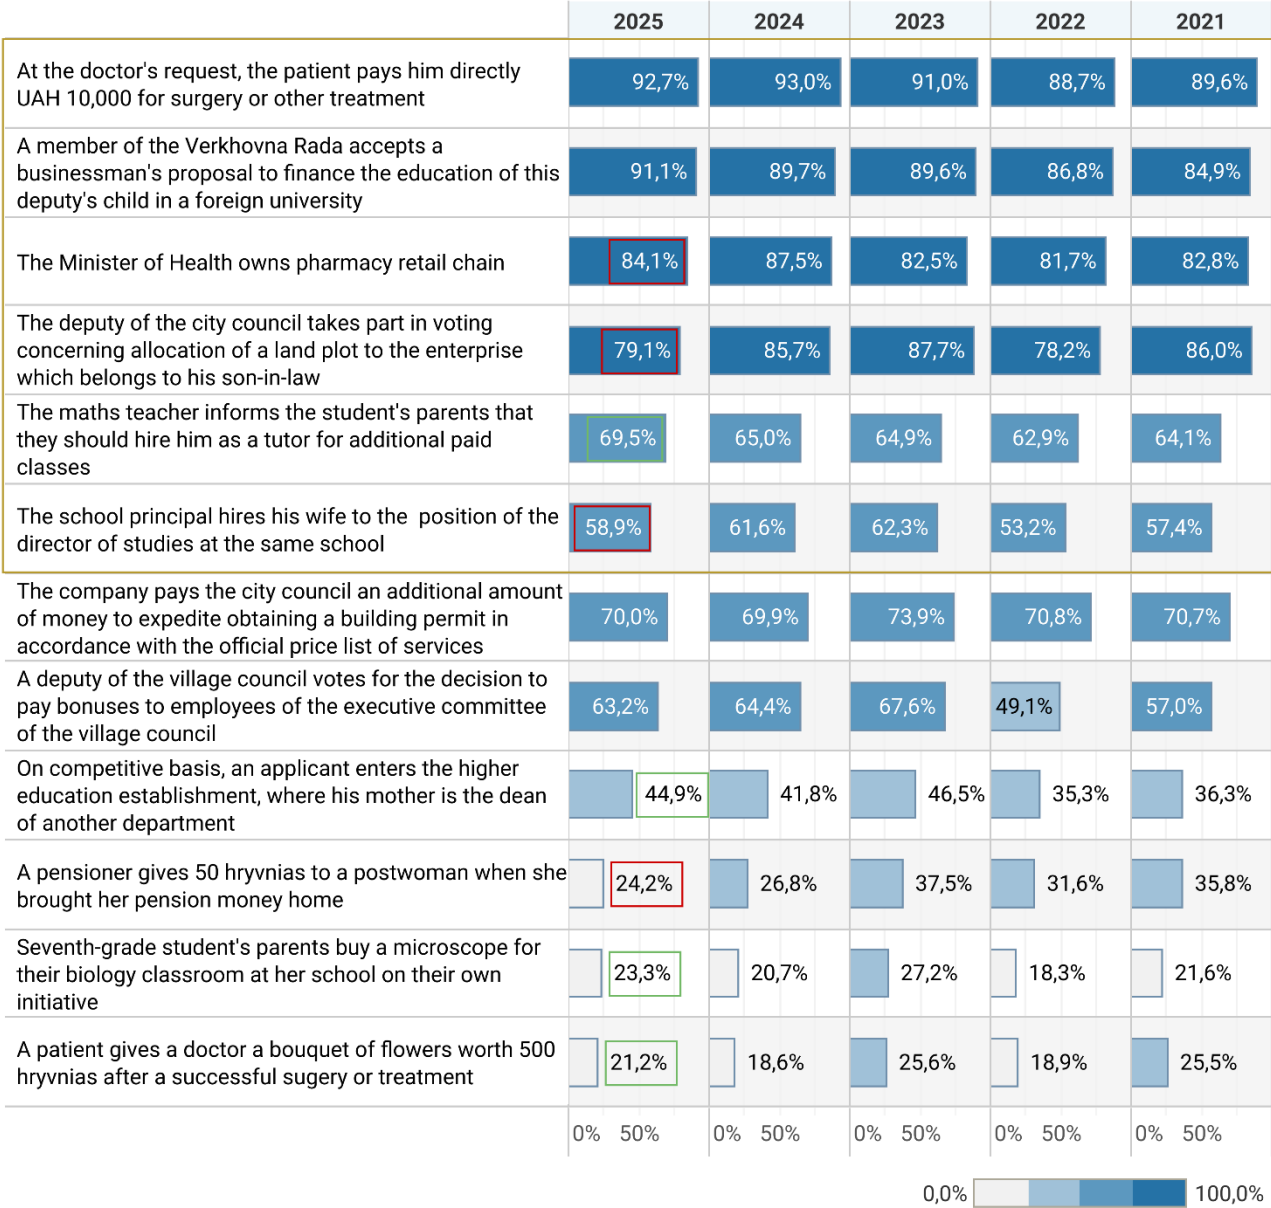 2025 2024 2023 2022 2021
At the doctor's request, the patient pays him directly
UAH 10,000 for surgery or other treatment
92,7% 93,0% 91,0% 88,7% 89,6%
A member of the Verkhovna Rada accepts a
businessman's proposal to finance the education of this
deputy's child in a foreign university
91,1% 89,7% 89,6% 86,8% 84,9%
The Minister of Health owns pharmacy retail chain
84,1% 87,5% 82,5% 81,7% 82,8%
The deputy of the city council takes part in voting
concerning allocation of a land plot to the enterprise
which belongs to his son-in-law
79,1% 85,7% 87,7% 78,2% 86,0%
The maths teacher informs the student's parents that
they should hire him as a tutor for additional paid
classes
69,5% 65,0% 64,9% 62,9% 64,1%
The school principal hires his wife to the position of the
director of studies at the same school
58,9% 61,6% 62,3% 53,2% 57,4%
The company pays the city council an additional amount
of money to expedite obtaining a building permit in
accordance with the official price list of services
70,0% 69,9% 73,9% 70,8% 70,7%
A deputy of the village council votes for the decision to
pay bonuses to employees of the executive committee
of the village council
63,2% 64,4% 67,6% 49,1% 57,0%
On competitive basis, an applicant enters the higher
education establishment, where his mother is the dean
of another department
44,9% 41,8% 46,5% 35,3% 36,3%
A pensioner gives 50 hryvnias to a postwoman when she
brought her pension money home
24,2% 26,8% 37,5% 31,6% 35,8%
Seventh-grade student's parents buy a microscope for
their biology classroom at her school on their own
initiative
23,3% 20,7% 27,2% 18,3% 21,6%
A patient gives a doctor a bouquet of flowers worth 500
hryvnias after a successful sugery or treatment
21,2% 18,6% 25,6% 18,9% 25,5%
0% 50% 0% 50% 0% 50% 0% 50% 0% 50%
0,0% 100,0%